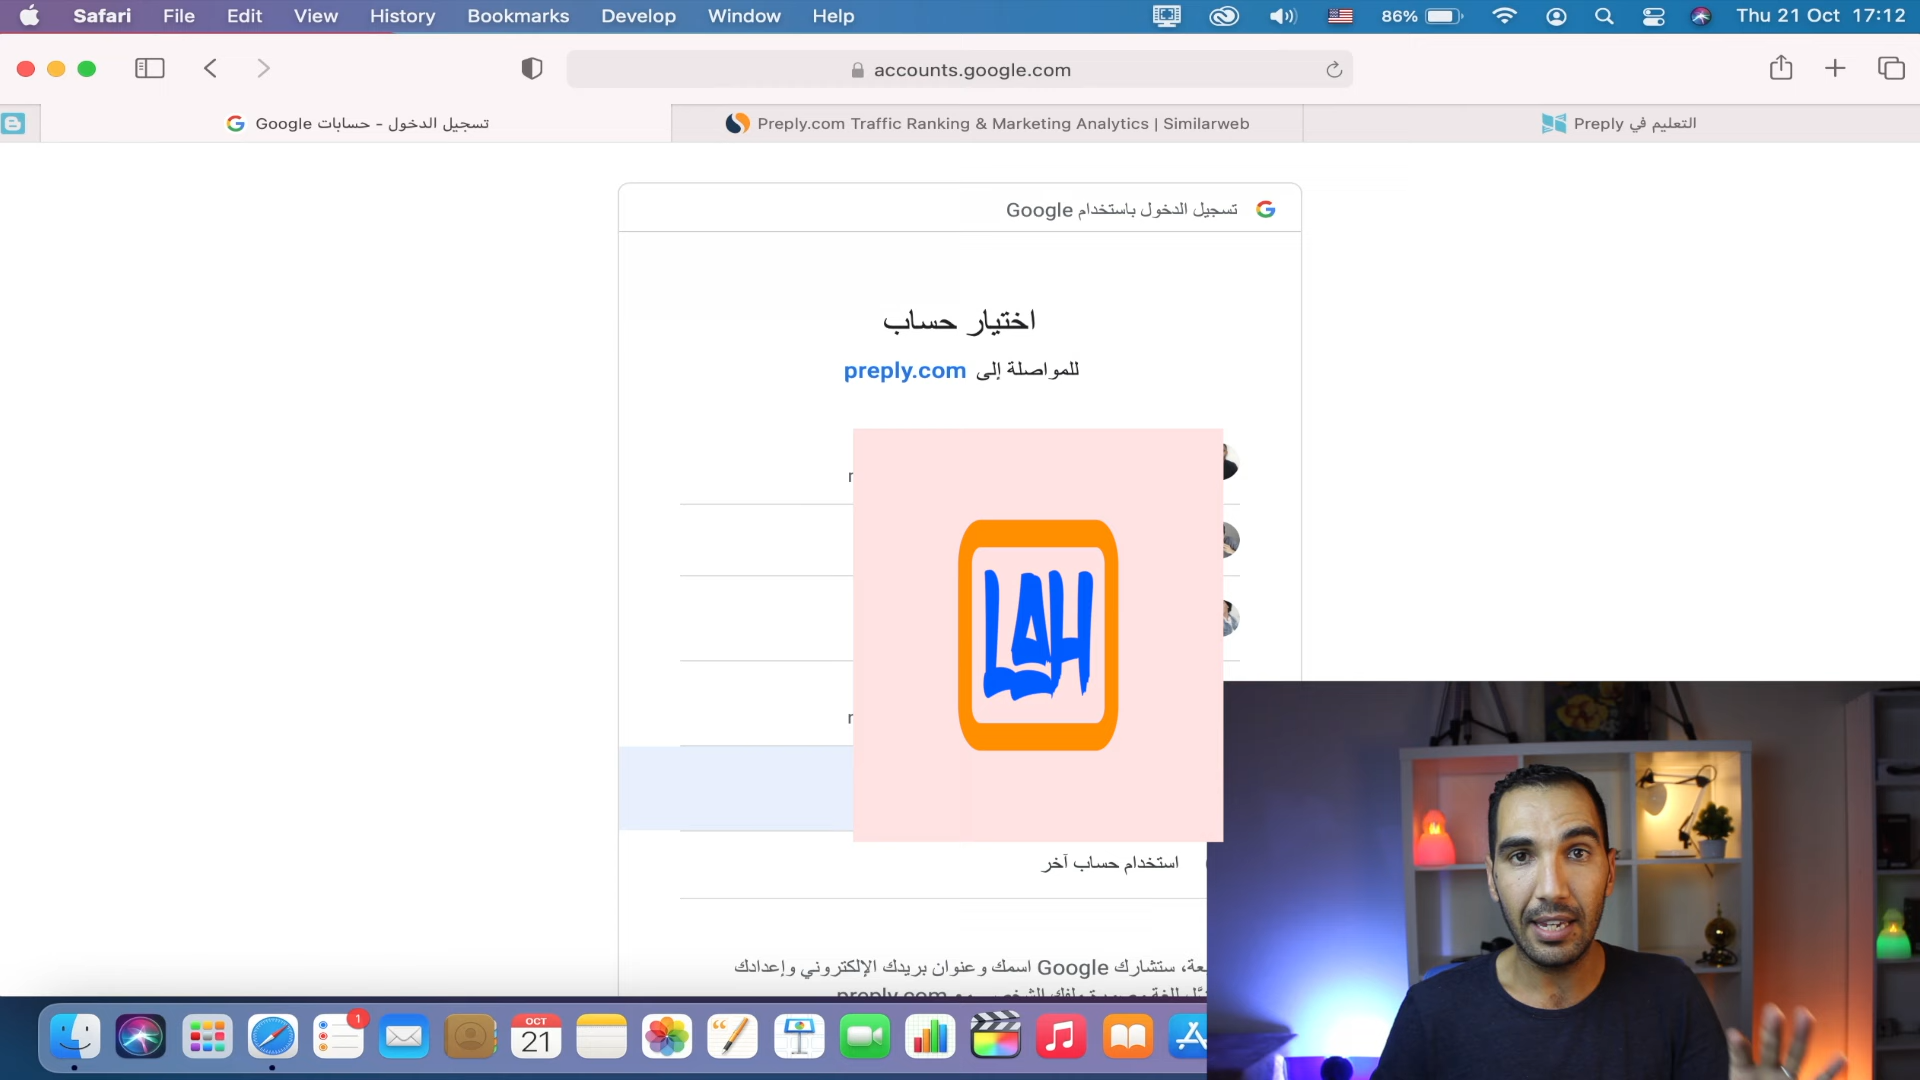 Safari File Edit View History Bookmarks Develop Window Help 86% Thu 21 Oct 17:12
accounts.google.com
تسجيل الدخول - حسابات Google
Preply.com Traffic Ranking & Marketing Analytics | Similarweb
التعليم في Preply
تسجيل الدخول باستخدام Google
اختيار حساب
للمواصلة إلى preply.com
LAH
استخدام حساب آخر
ستشارك Google اسمك وعنوان بريدك الإلكتروني وإعدادك
preply.com
1
OCT
21